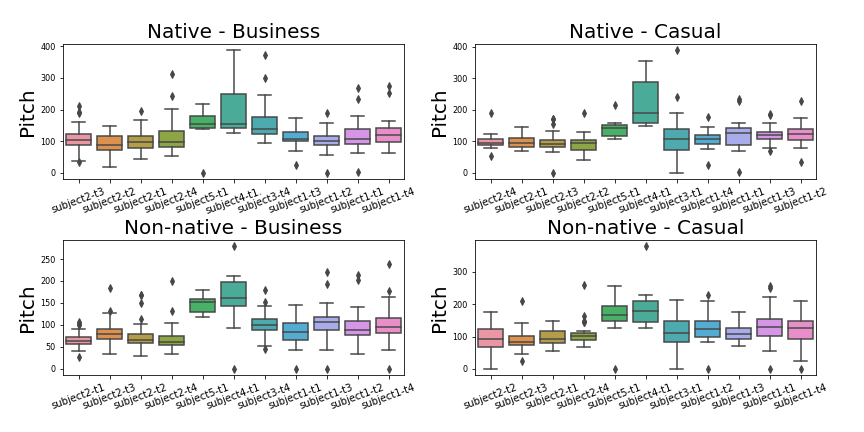 Native - Business
Pitch
400
300
200
100
0
subject2-t3 subject2-t2 subject2-t1 subject2-t4 subject5-t1 subject4-t1. subject3-t4 subject1-t3 subject1-t2 subject1-t1 subject1-t4
Native - Casual
Pitch
400
300
200
100
0
subject2-t4 subject2-t1 subject2-t3 subject2-t2 subject5-t1 subject4-t1 subject3-t1 subject1-t4 subject1-t1 subject1-t3 subject1-t2
Non-native - Business
Pitch
250
200
150
100
50
0
subject2-t1 subject2-t3 subject2-t2 subject2-t4 subject5-t1 subject4-t1 subject3-t4 subject1-t1 subject1-t3 subject1-t2 subject1-t4
Non-native - Casual
Pitch
300
200
100
0
subject2-t2 subject2-t3 subject2-t1 subject2-t4 subject5-t1 subject4-t1 subject3-t1 subject1-t2 subject1-t3 subject1-t1 subject1-t4